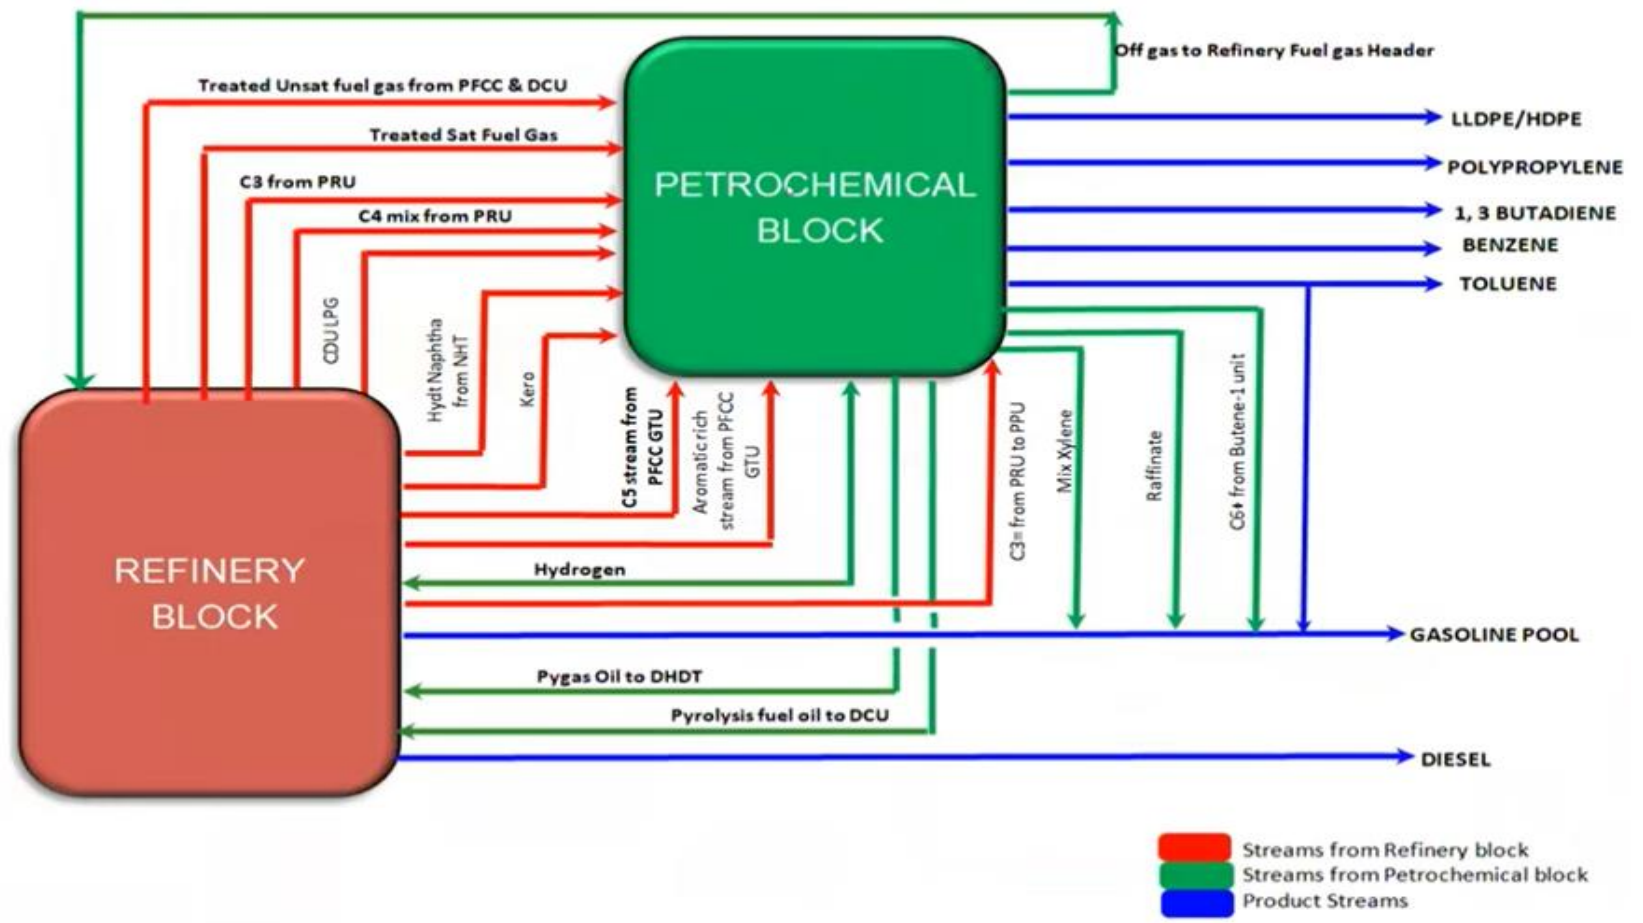 Off gas to Refinery Fuel gas Header
Treated Unsat fuel gas from PFCC & DCU
Treated Sat Fuel Gas
C3 from PRU
C4 mix from PRU
CDU LPG
Hydt Naphtha
from NHT
Kero
PETROCHEMICAL
BLOCK
LLDPE/HDPE
POLYPROPYLENE
1, 3 BUTADIENE
BENZENE
TOLUENE
C5 stream from
PFCC GTU
Aromatic rich
stream from PFCC
GTU
C3= from PRU to PPU
Mix Xylene
Raffinate
C6+ from Butene-1 unit
REFINERY
BLOCK
Hydrogen
GASOLINE POOL
Pygas Oil to DHDT
Pyrolysis fuel oil to DCU
DIESEL
Streams from Refinery block
Streams from Petrochemical block
Product Streams